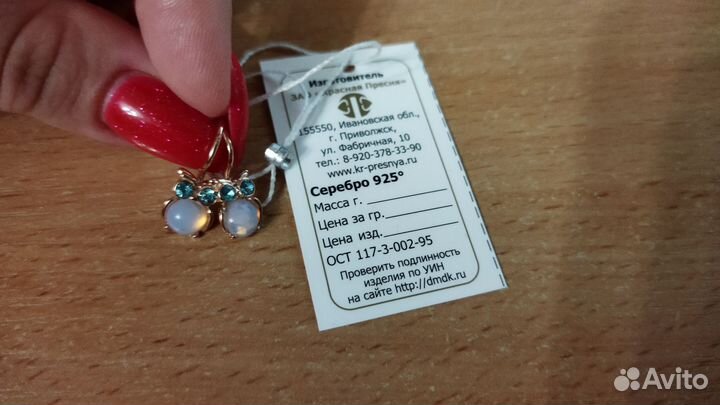 Изготовитель
ЗАО «Красная Пресня»
155550, Ивановская обл.,
г. Приволжск,
ул. Фабричная, 10
тел.: 8-920-378-33-90
www.kr-presnya.ru
Серебро 925°
Масса г.
Цена за гр.
Цена изд.
ОСТ 117-3-002-95
Проверить подлинность
изделия по УИН
на сайте http://dmdk.ru
Avito